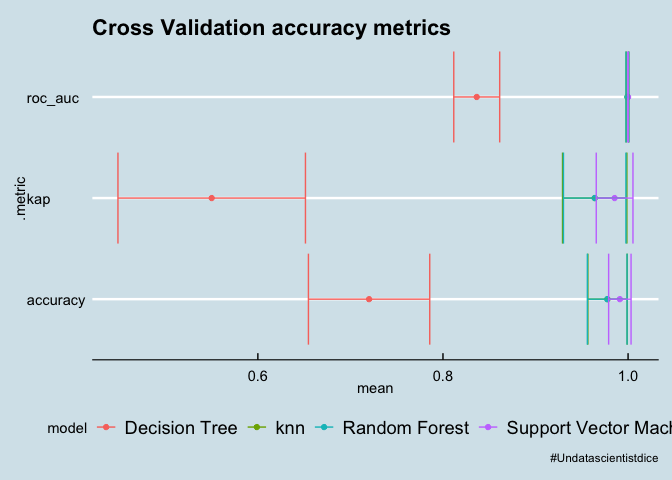 Cross Validation accuracy metrics
roc_auc
kap
accuracy
.metric
0.6 0.8 1.0
mean
model Decision Tree knn Random Forest Support Vector Mach
#Undatascientistdice